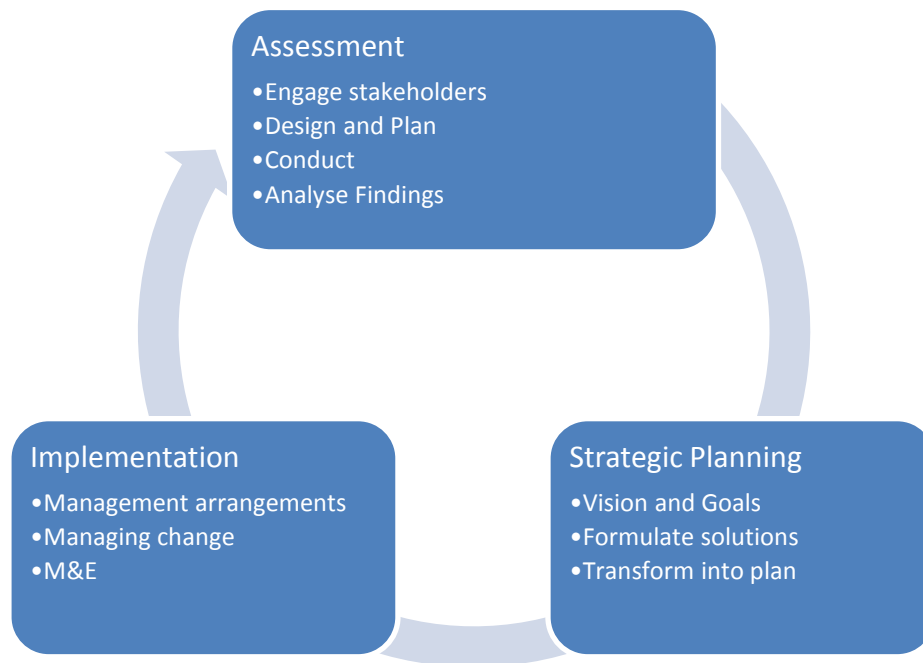 Assessment
•Engage stakeholders
•Design and Plan
•Conduct
•Analyse Findings
Implementation
•Management arrangements
•Managing change
•M&E
Strategic Planning
•Vision and Goals
•Formulate solutions
•Transform into plan